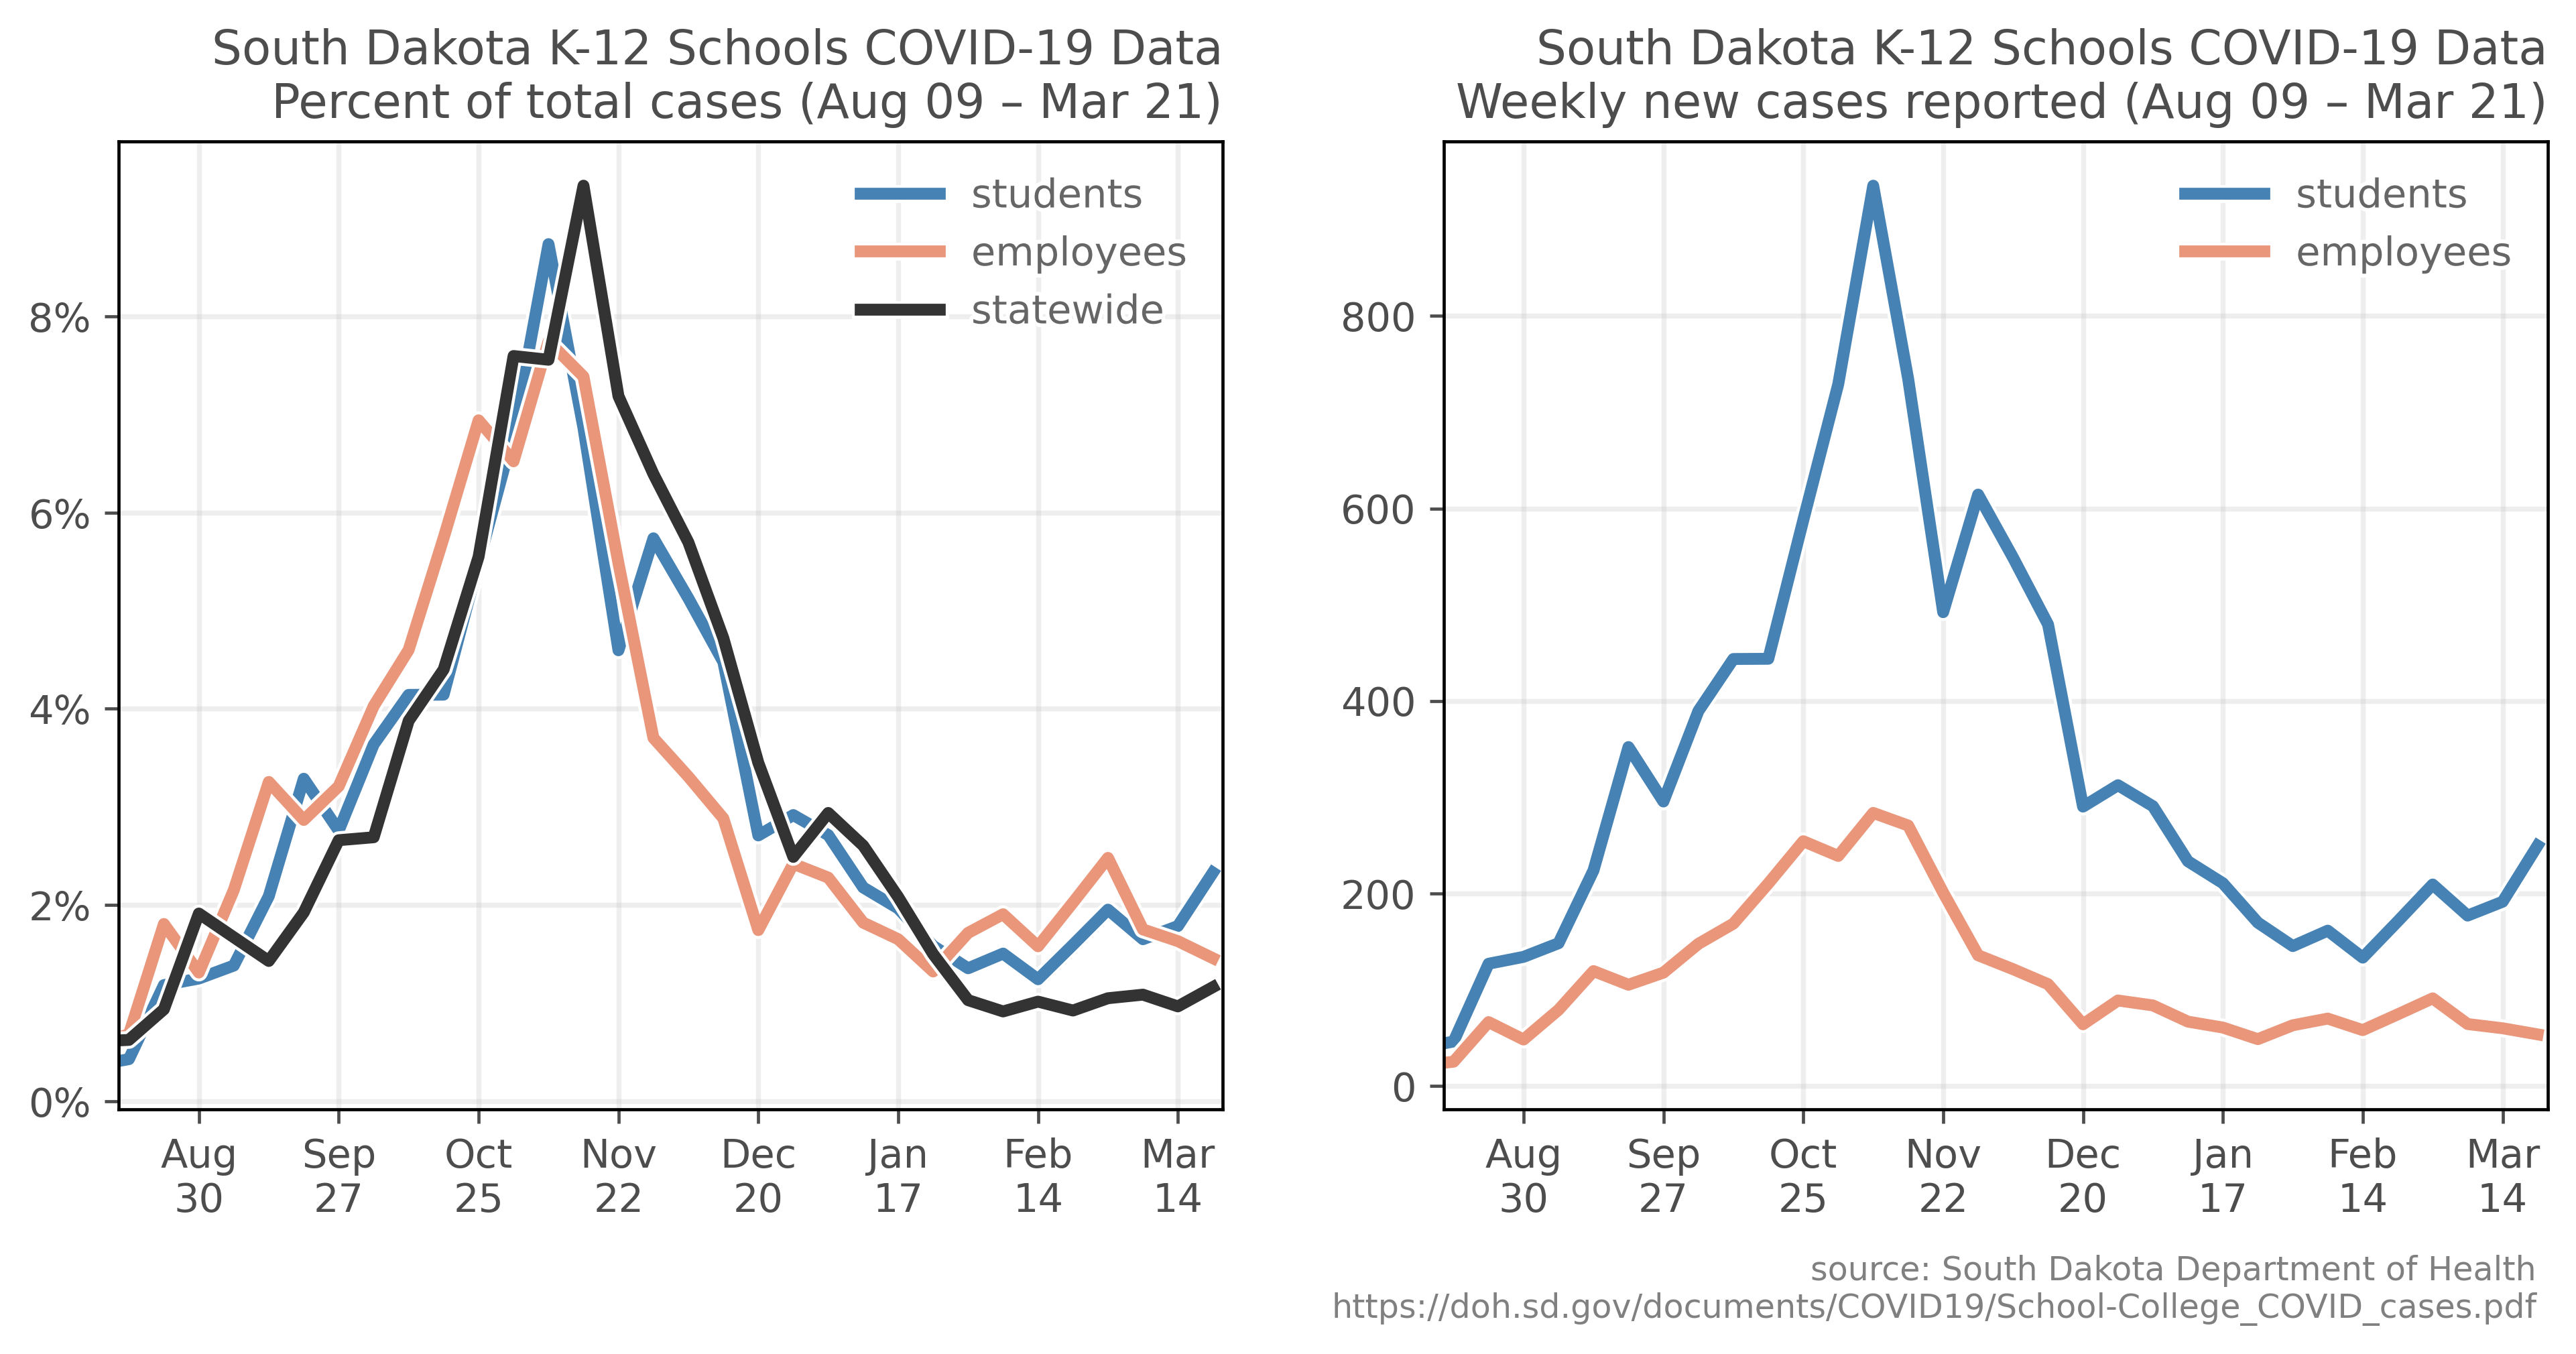 South Dakota K-12 Schools COVID-19 Data
Percent of total cases (Aug 09 – Mar 21)
students
employees
statewide
8%
6%
4%
2%
0%
Aug 30
Sep 27
Oct 25
Nov 22
Dec 20
Jan 17
Feb 14
Mar 14
South Dakota K-12 Schools COVID-19 Data
Weekly new cases reported (Aug 09 – Mar 21)
students
employees
800
600
400
200
0
Aug 30
Sep 27
Oct 25
Nov 22
Dec 20
Jan 17
Feb 14
Mar 14
source: South Dakota Department of Health
https://doh.sd.gov/documents/COVID19/School-College_COVID_cases.pdf